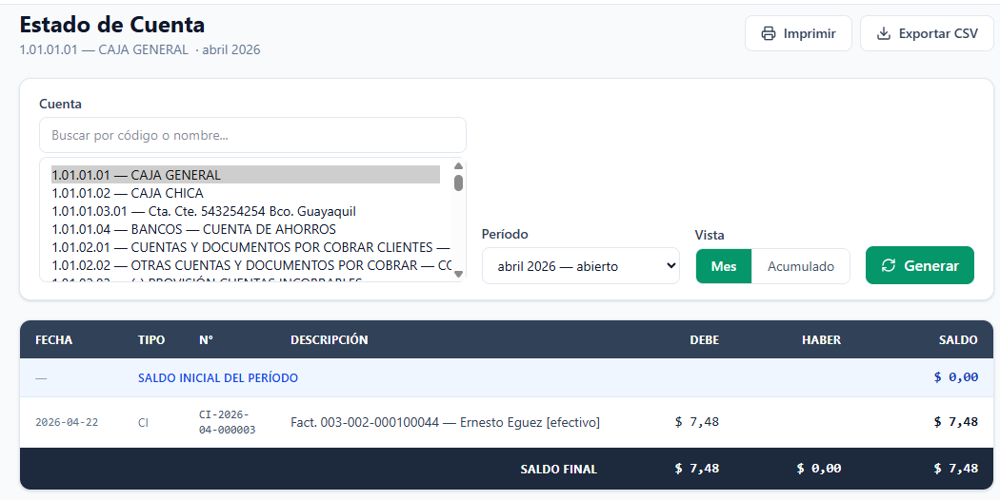 Estado de Cuenta
1.01.01.01 — CAJA GENERAL · abril 2026
Imprimir
Exportar CSV
Cuenta
Buscar por código o nombre...
1.01.01.01 — CAJA GENERAL
1.01.01.02 — CAJA CHICA
1.01.01.03.01 — Cta. Cte. 543254254 Bco. Guayaquil
1.01.01.04 — BANCOS — CUENTA DE AHORROS
1.01.02.01 — CUENTAS Y DOCUMENTOS POR COBRAR CLIENTES —
1.01.02.02 — OTRAS CUENTAS Y DOCUMENTOS POR COBRAR — CO
1.01.02.03 — (-) PROVISIÓN CUENTAS INCOBRABLES
Período
abril 2026 — abierto
Vista
Mes
Acumulado
Generar
FECHA TIPO N° DESCRIPCIÓN DEBE HABER SALDO
— SALDO INICIAL DEL PERÍODO $ 0,00
2026-04-22 CI CI-2026-
04-000003 Fact. 003-002-000100044 — Ernesto Eguez [efectivo] $ 7,48 $ 7,48
SALDO FINAL $ 7,48 $ 0,00 $ 7,48